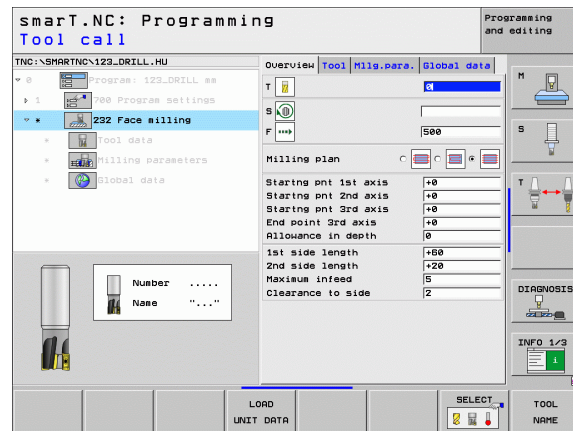 smarT.NC: Programming
Tool call
Programming
and editing
TNC:\SMARTNC\123_DRILL.HU
0 Program: 123_DRILL mm
1 700 Program settings
* 232 Face milling
* Tool data
* Milling parameters
* Global data
Overview Tool Mllg.para. Global data
T 0
S
F 500
Milling plan
Startng pnt 1st axis +0
Startng pnt 2nd axis +0
Startng pnt 3rd axis +0
End point 3rd axis +0
Allowance in depth 0
1st side length +60
2nd side length +20
Maximum infeed 5
Clearance to side 2
Number .....
Name "..."
M
S
T
DIAGNOSIS
INFO 1/3
LOAD
UNIT DATA
SELECT
TOOL
NAME